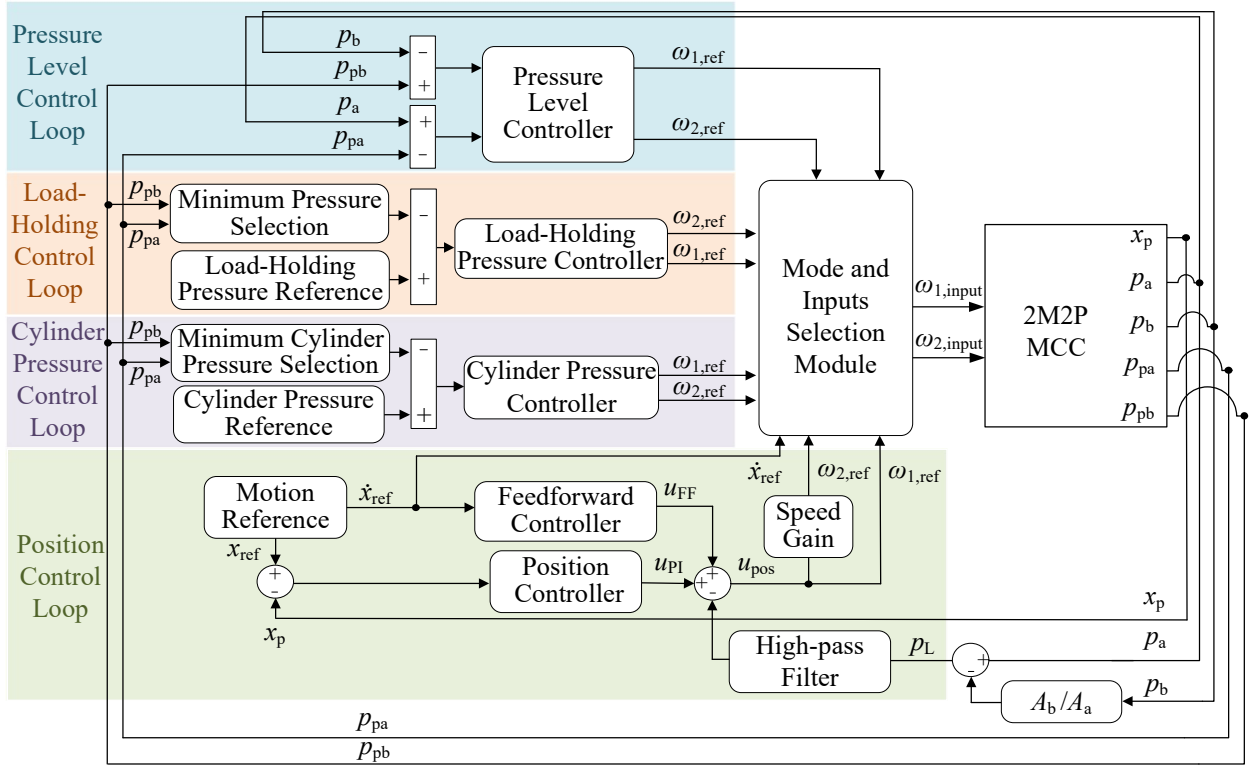 Pressure
Level
Control
Loop
p_b
p_pb
p_a
p_pa
-
+
+
-
Pressure
Level
Controller
ω_1,ref
ω_2,ref
Load-
Holding
Control
Loop
p_pb
p_pa
Minimum Pressure
Selection
Load-Holding
Pressure Reference
-
+
Load-Holding
Pressure Controller
ω_2,ref
ω_1,ref
Cylinder
Pressure
Control
Loop
p_pb
p_pa
Minimum Cylinder
Pressure Selection
Cylinder Pressure
Reference
-
+
Cylinder Pressure
Controller
ω_1,ref
ω_2,ref
Mode and
Inputs
Selection
Module
ω_1,input
ω_2,input
2M2P
MCC
x_p
p_a
p_b
p_pa
p_pb
Position
Control
Loop
Motion
Reference
ẋ_ref
x_ref
+
-
x_p
Feedforward
Controller
u_FF
Position
Controller
u_PI
+
+
-
u_pos
Speed
Gain
ẋ_ref
ω_2,ref
ω_1,ref
High-pass
Filter
p_L
+
-
x_p
p_a
p_b
A_b/A_a
p_pa
p_pb